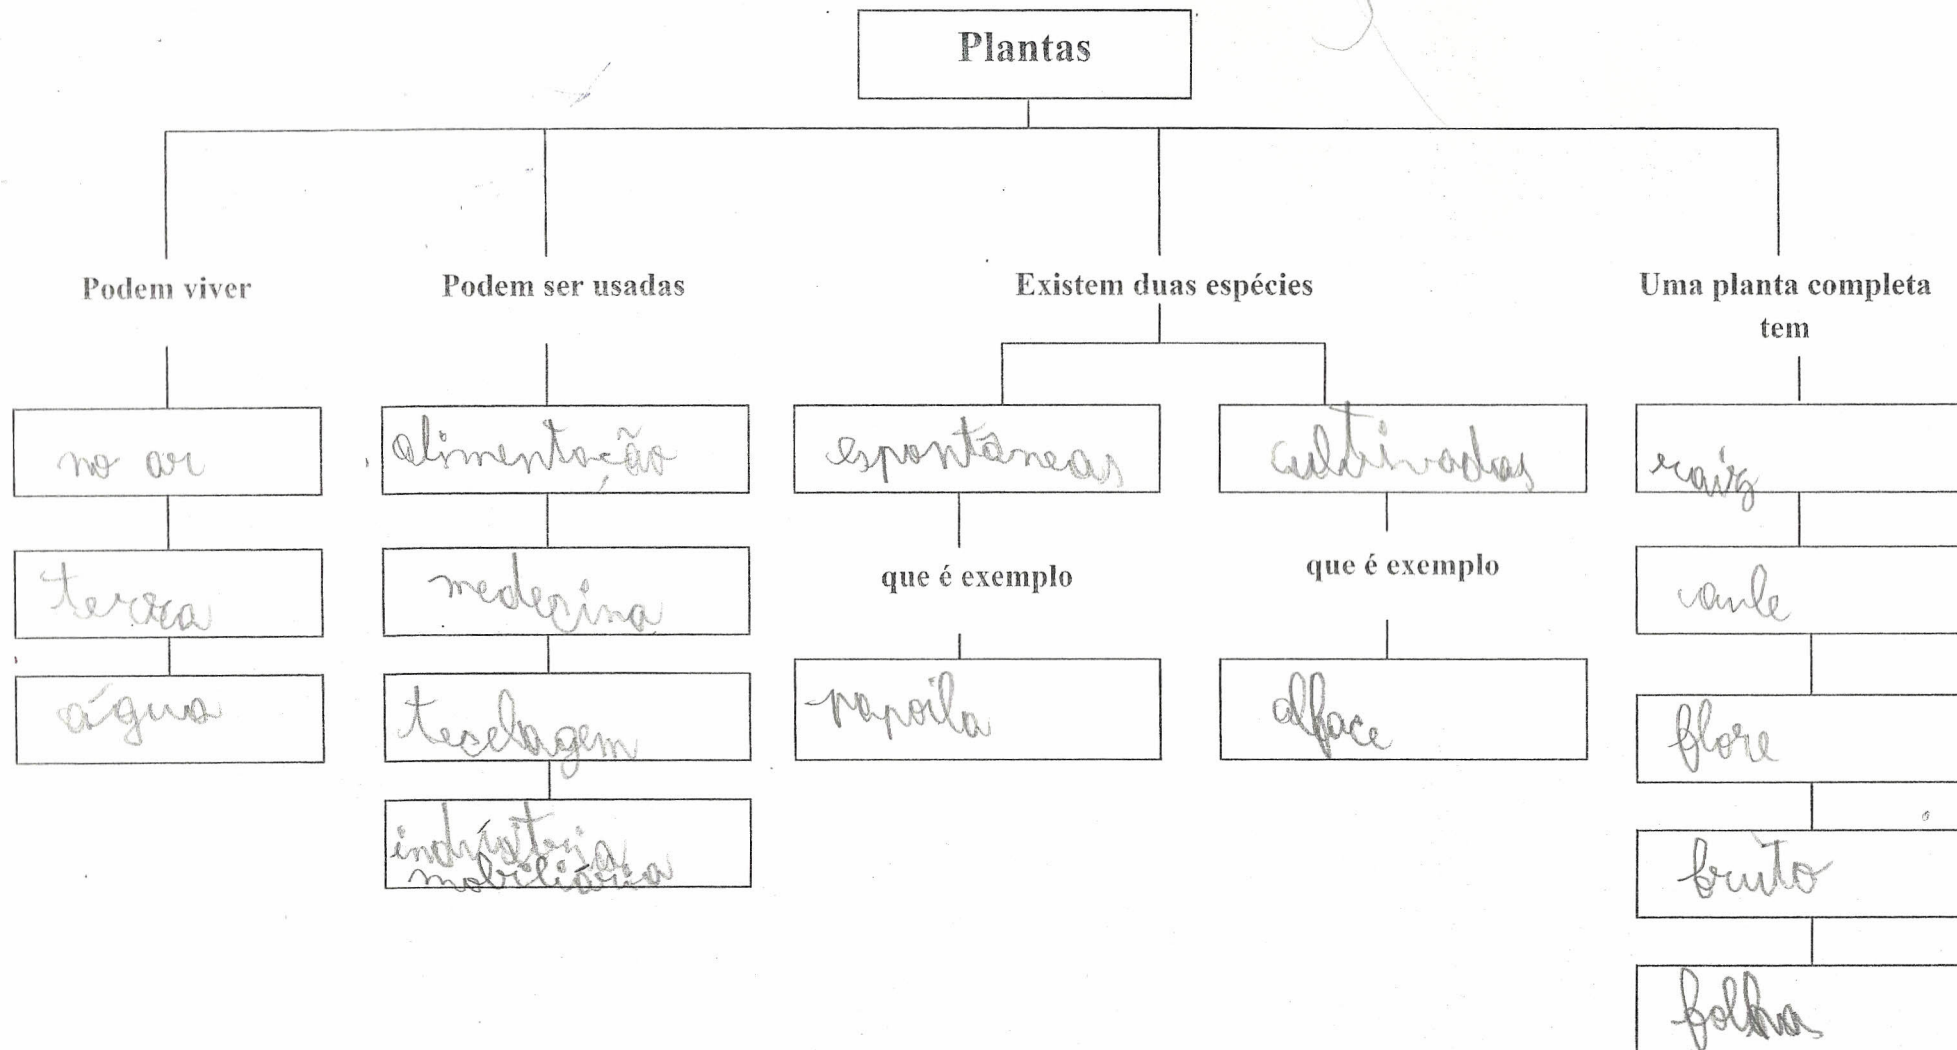 Plantas
Podem viver
no ar
terra
água
Podem ser usadas
alimentação
medecina
tecelagem
indústria
mobiliária
Existem duas espécies
espontâneas
que é exemplo
papoila
cultivadas
que é exemplo
alface
Uma planta completa
tem
raíz
caule
flore
fruto
folhas